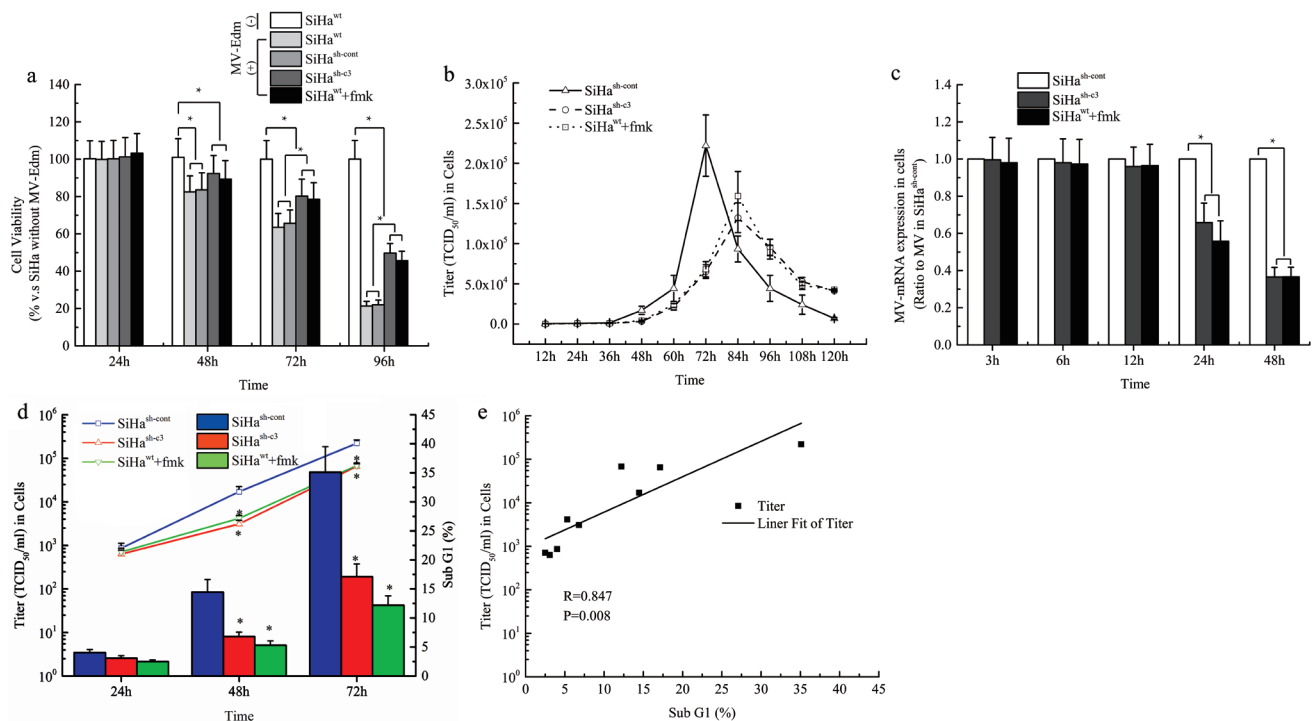 MV-Edm
(+) (-)
SiHa^wt
SiHa^wt
SiHa^sh-cont
SiHa^sh-c3
SiHa^wt+fmk
a
Cell Viability
(% v.s SiHa without MV-Edm)
140
120
100
80
60
40
20
0
* * * * * *
24h 48h 72h 96h
Time
b
Titer (TCID50/ml) in Cells
3.0x10^5
2.5x10^5
2.0x10^5
1.5x10^5
1.0x10^5
5.0x10^4
0.0
SiHa^sh-cont
SiHa^sh-c3
SiHa^wt+fmk
12h 24h 36h 48h 60h 72h 84h 96h 108h 120h
Time
c
SiHa^sh-cont
SiHa^sh-c3
SiHa^wt+fmk
MV-mRNA expression in cells
(Ratio to MV in SiHa^sh-cont)
1.4
1.2
1.0
0.8
0.6
0.4
0.2
0.0
* *
3h 6h 12h 24h 48h
Time
d
Titer (TCID50/ml) in Cells
10^6
10^5
10^4
10^3
10^2
10^1
10^0
SiHa^sh-cont
SiHa^sh-c3
SiHa^wt+fmk
SiHa^sh-cont
SiHa^sh-c3
SiHa^wt+fmk
45
40
35
30
25
20
15
10
5
0
Sub G1 (%)
* * * * * * * *
24h 48h 72h
Time
e
Titer (TCID50/ml) in Cells
10^6
10^5
10^4
10^3
10^2
10^1
10^0
Titer
Liner Fit of Titer
R=0.847
P=0.008
0 5 10 15 20 25 30 35 40 45
Sub G1 (%)